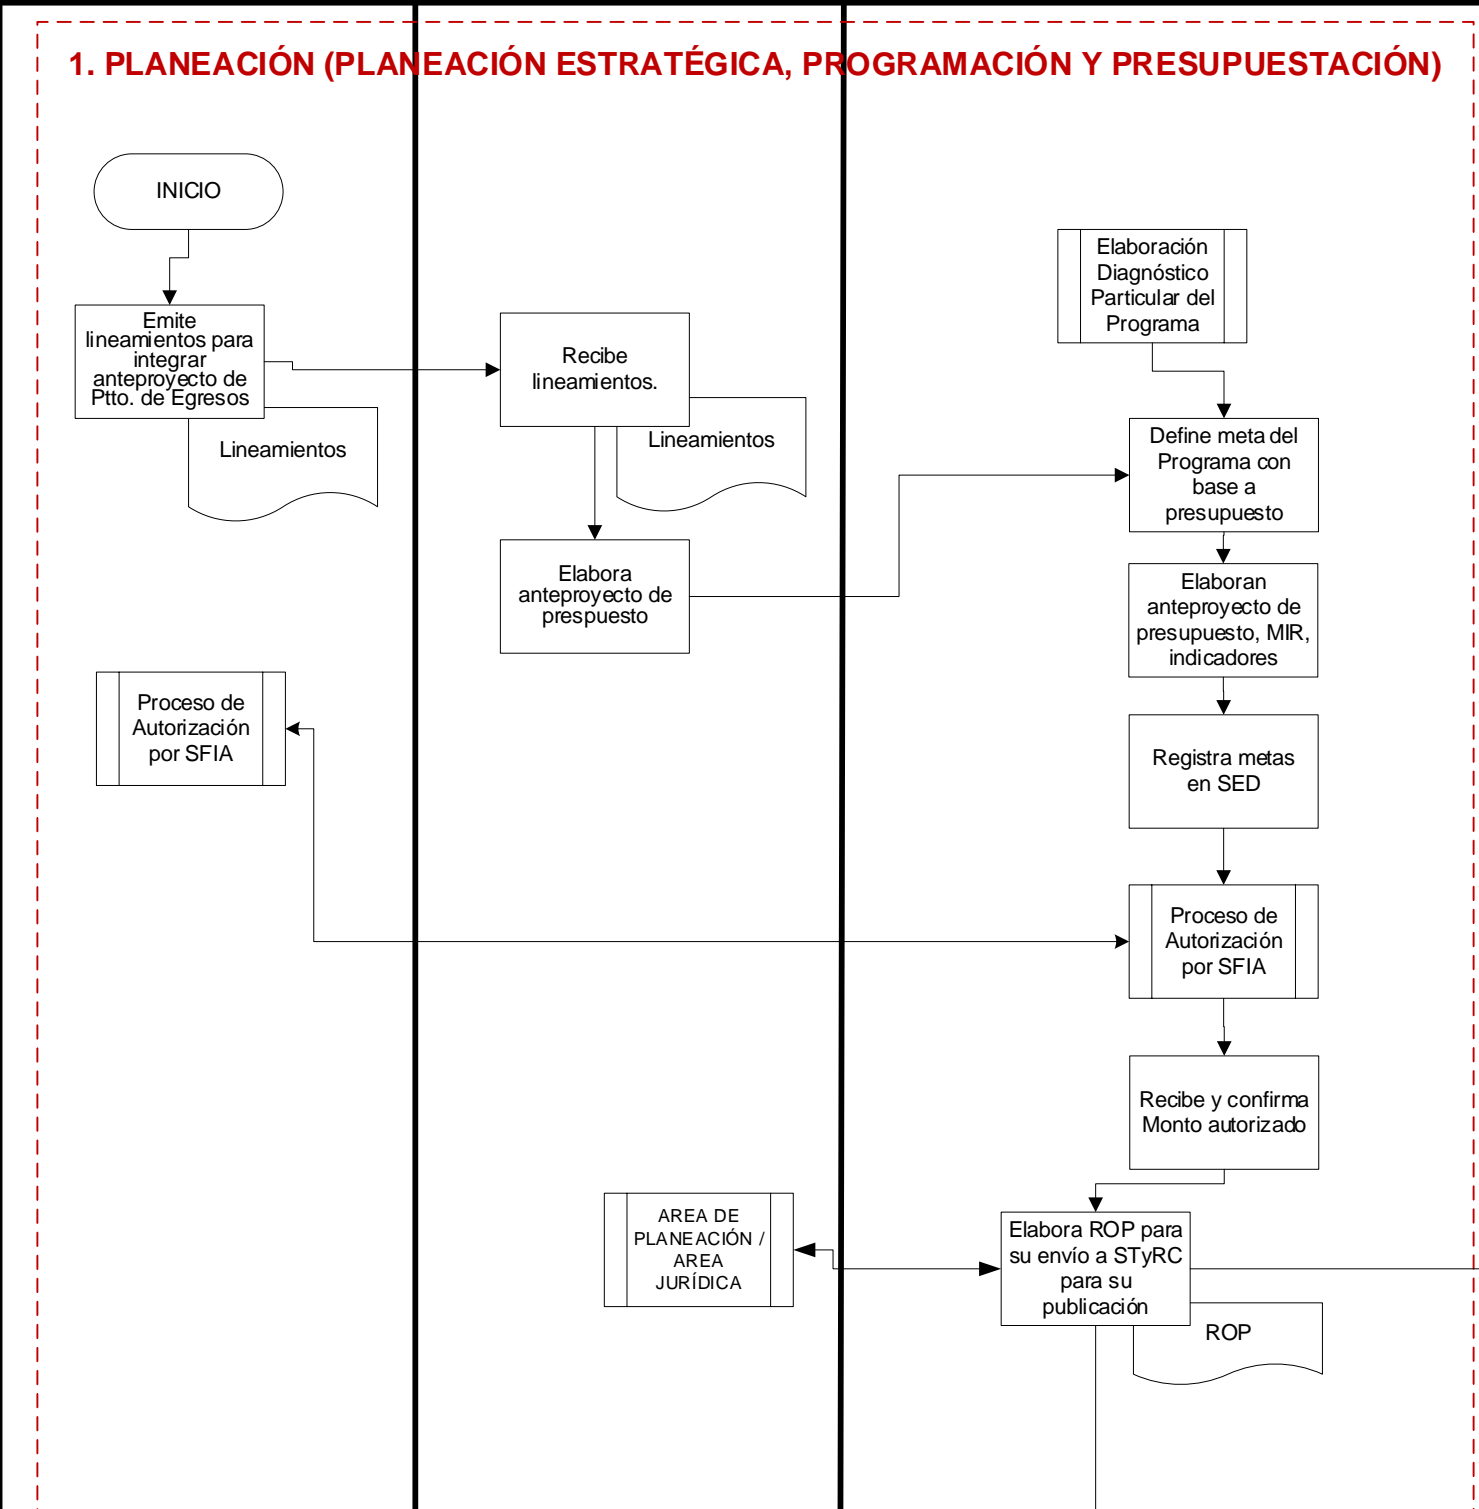 1. PLANEACIÓN (PLANEACIÓN ESTRATÉGICA, PROGRAMACIÓN Y PRESUPUESTACIÓN)
INICIO
Emite
lineamientos para
integrar
anteproyecto de
Ptto. de Egresos
Lineamientos
Recibe
lineamientos.
Lineamientos
Elabora
anteproyecto de
prespuesto
Elaboración
Diagnóstico
Particular del
Programa
Define meta del
Programa con
base a
presupuesto
Elaboran
anteproyecto de
presupuesto, MIR,
indicadores
Registra metas
en SED
Proceso de
Autorización
por SFIA
Proceso de
Autorización
por SFIA
Recibe y confirma
Monto autorizado
AREA DE
PLANEACIÓN /
AREA
JURÍDICA
Elabora ROP para
su envío a STyRC
para su
publicación
ROP